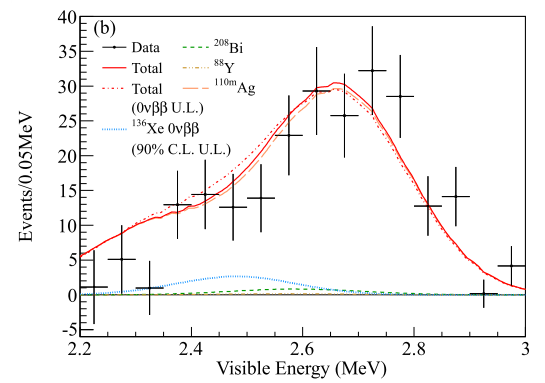 40
35
30
25
20
15
10
5
0
-5
Events/0.05MeV
(b)
Data
Total
Total
(0νββ U.L.)
¹³⁶Xe 0νββ
(90% C.L. U.L.)
²⁰⁸Bi
⁸⁸Y
¹¹⁰ᵐAg
2.2 2.4 2.6 2.8 3
Visible Energy (MeV)